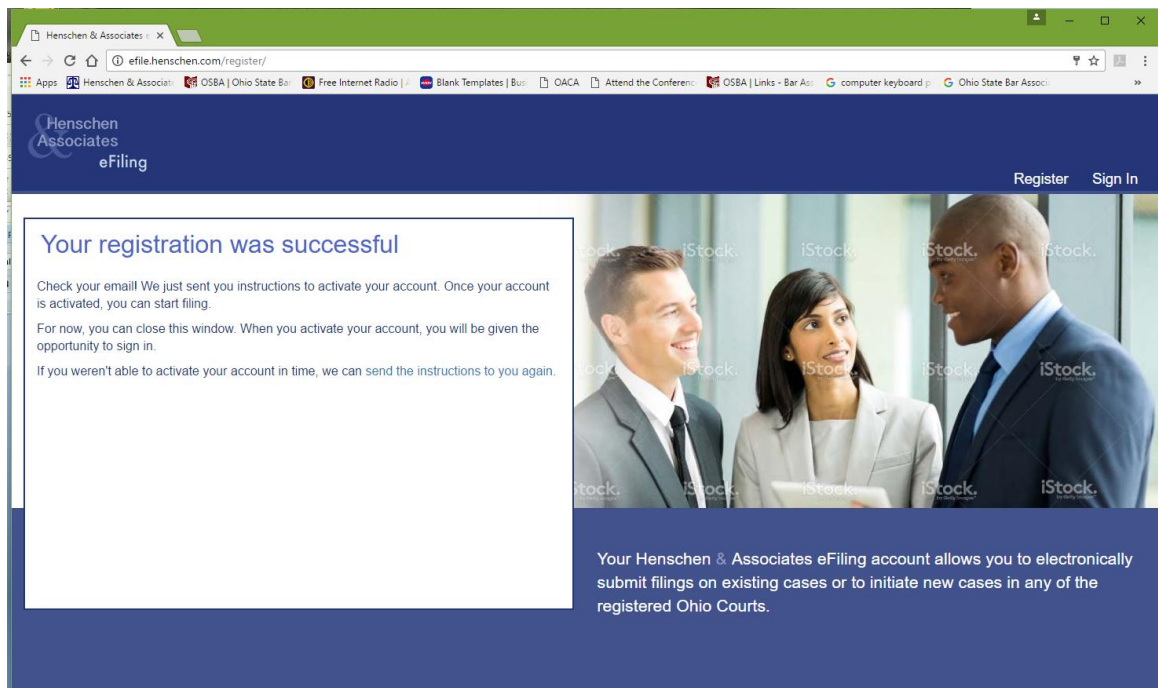 Henschen & Associates e
efile.henschen.com/register/
Apps Henschen & Associat OSBA | Ohio State Bar Free Internet Radio | A Blank Templates | Bus OACA Attend the Conferenc OSBA | Links - Bar Ass computer keyboard p Ohio State Bar Associ »
Henschen
& Associates
eFiling
Register Sign In
Your registration was successful
Check your email! We just sent you instructions to activate your account. Once your account
is activated, you can start filing.
For now, you can close this window. When you activate your account, you will be given the
opportunity to sign in.
If you weren't able to activate your account in time, we can send the instructions to you again.
iStock. iStock. iStock. iStock.
iStock. iStock. iStock. iStock.
iStock. iStock. iStock. iStock. iStock.
Your Henschen & Associates eFiling account allows you to electronically
submit filings on existing cases or to initiate new cases in any of the
registered Ohio Courts.